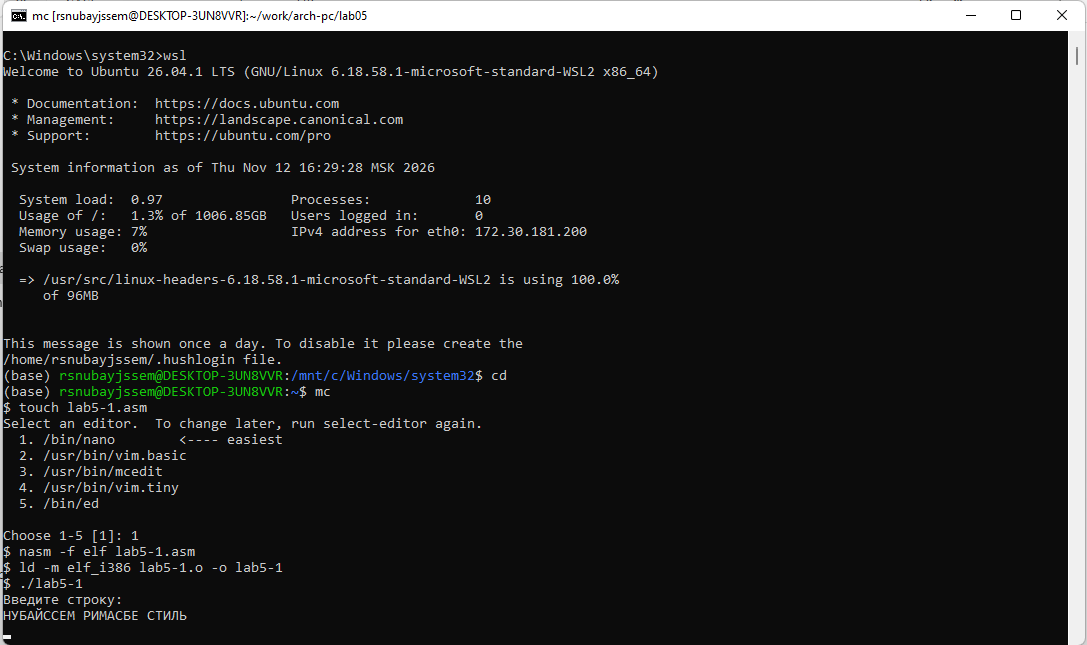 mc [rsnubayjssem@DESKTOP-3UN8VVR]:~/work/arch-pc/lab05
C:\Windows\system32>wsl
Welcome to Ubuntu 26.04.1 LTS (GNU/Linux 6.18.58.1-microsoft-standard-WSL2 x86_64)
* Documentation:  https://docs.ubuntu.com
* Management:     https://landscape.canonical.com
* Support:        https://ubuntu.com/pro
System information as of Thu Nov 12 16:29:28 MSK 2026
System load:  0.97                Processes:             10
Usage of /:   1.3% of 1006.85GB   Users logged in:       0
Memory usage: 7%                  IPv4 address for eth0: 172.30.181.200
Swap usage:   0%
=> /usr/src/linux-headers-6.18.58.1-microsoft-standard-WSL2 is using 100.0%
of 96MB
This message is shown once a day. To disable it please create the
/home/rsnubayjssem/.hushlogin file.
(base) rsnubayjssem@DESKTOP-3UN8VVR:/mnt/c/Windows/system32$ cd
(base) rsnubayjssem@DESKTOP-3UN8VVR:~$ mc
$ touch lab5-1.asm
Select an editor.  To change later, run select-editor again.
1. /bin/nano        <---- easiest
2. /usr/bin/vim.basic
3. /usr/bin/mcedit
4. /usr/bin/vim.tiny
5. /bin/ed
Choose 1-5 [1]: 1
$ nasm -f elf lab5-1.asm
$ ld -m elf_i386 lab5-1.o -o lab5-1
$ ./lab5-1
Введите строку:
НУБАЙССЕМ РИМАСБЕ СТИЛЬ